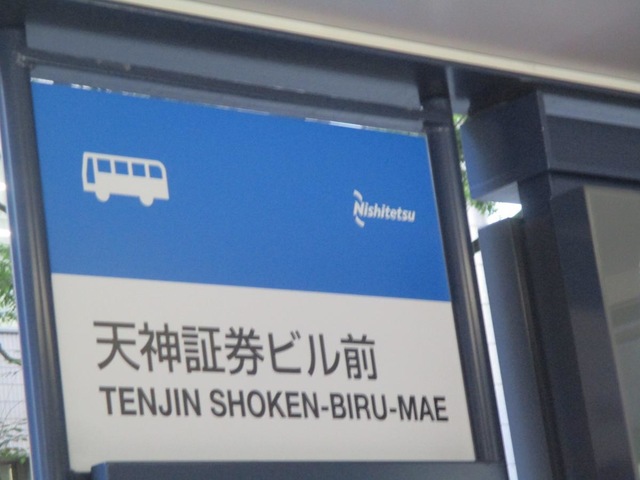 Nishitetsu
天神証券ビル前
TENJIN SHOKEN-BIRU-MAE